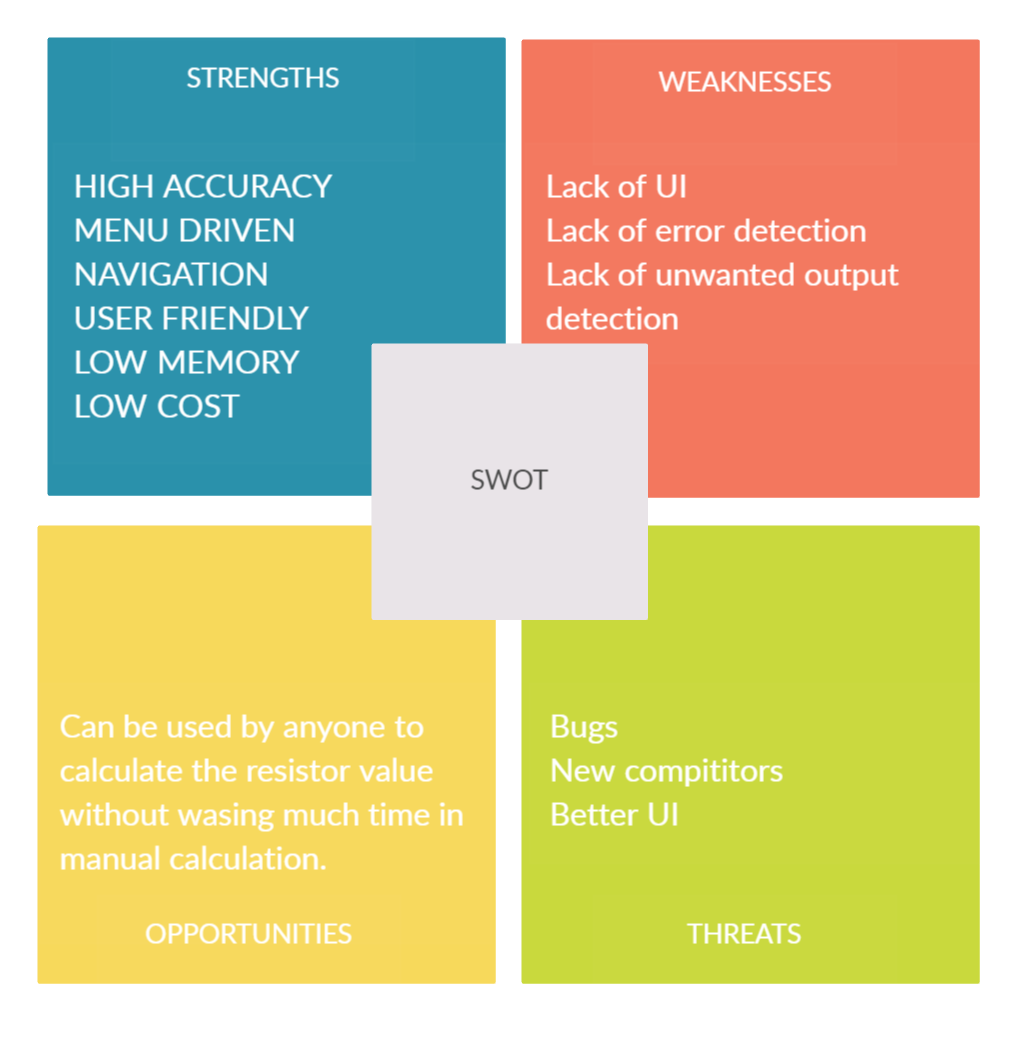 STRENGTHS
HIGH ACCURACY
MENU DRIVEN
NAVIGATION
USER FRIENDLY
LOW MEMORY
LOW COST
WEAKNESSES
Lack of UI
Lack of error detection
Lack of unwanted output
detection
SWOT
Can be used by anyone to
calculate the resistor value
without wasing much time in
manual calculation.
OPPORTUNITIES
Bugs
New compititors
Better UI
THREATS